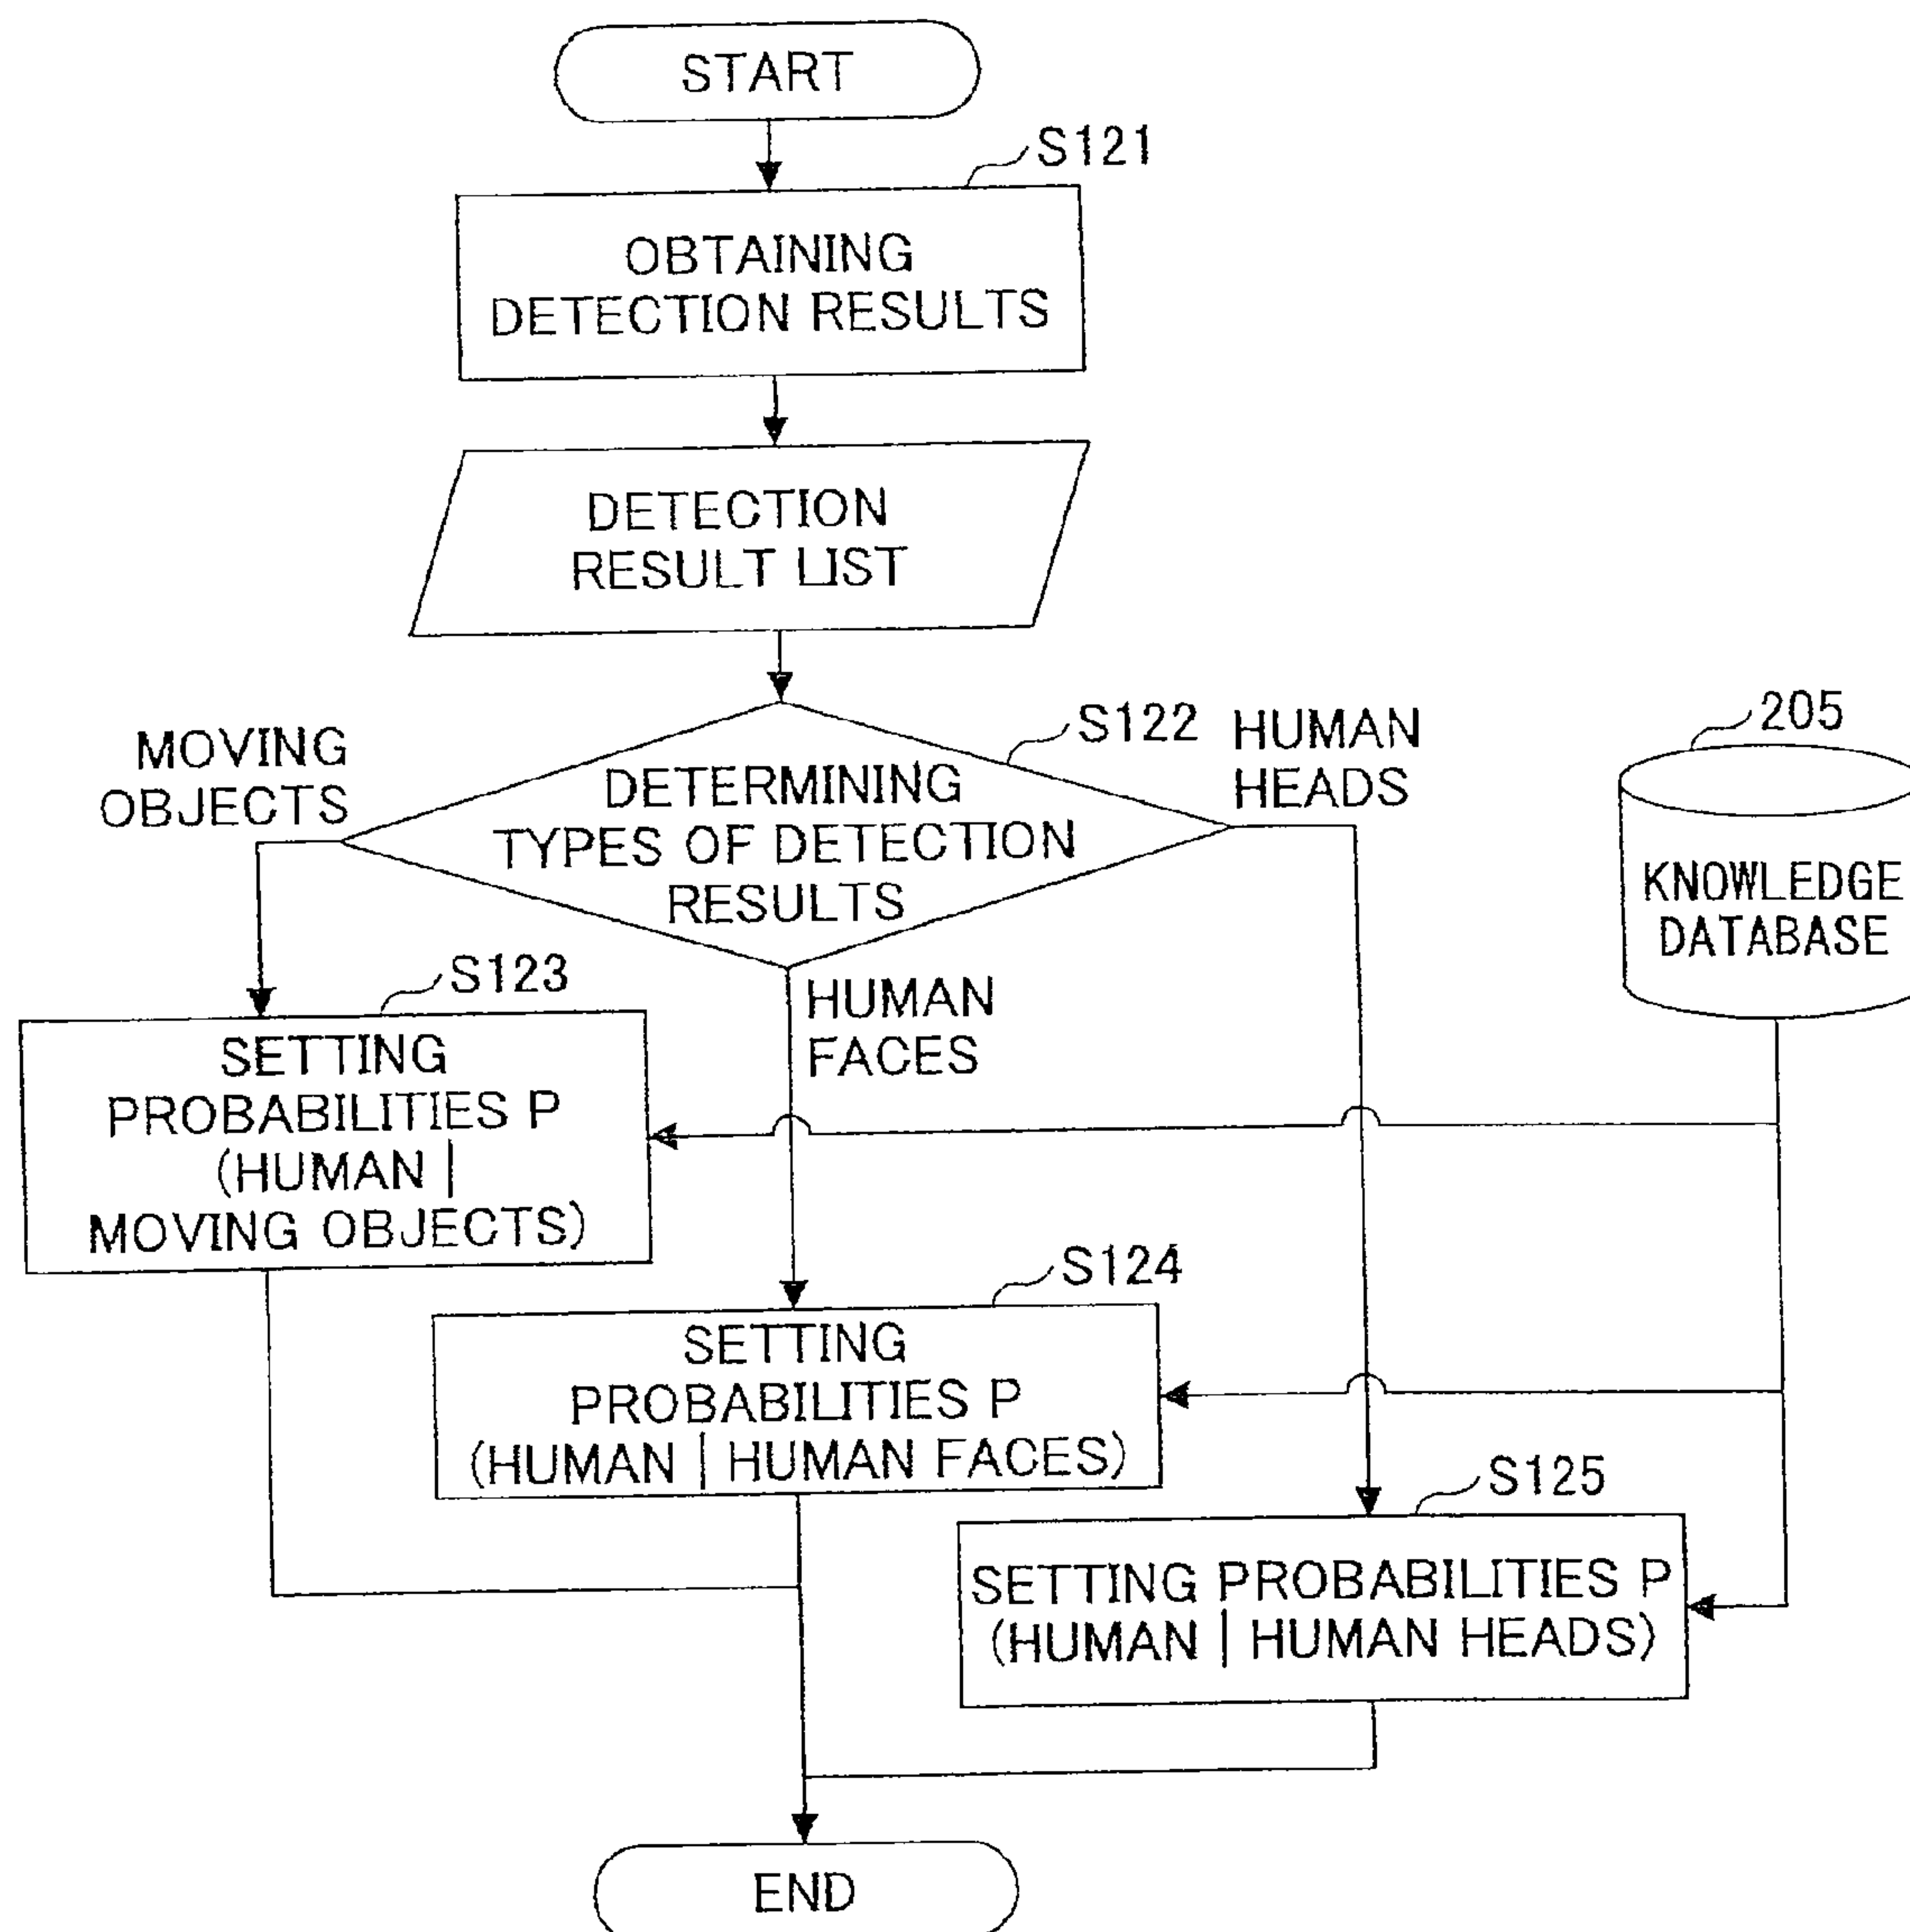 START
S121
OBTAINING
DETECTION RESULTS
DETECTION
RESULT LIST
S122
DETERMINING
TYPES OF DETECTION
RESULTS
MOVING
OBJECTS
HUMAN
HEADS
205
KNOWLEDGE
DATABASE
HUMAN
FACES
S123
SETTING
PROBABILITIES P
(HUMAN |
MOVING OBJECTS)
S124
SETTING
PROBABILITIES P
(HUMAN | HUMAN FACES)
S125
SETTING PROBABILITIES P
(HUMAN | HUMAN HEADS)
END